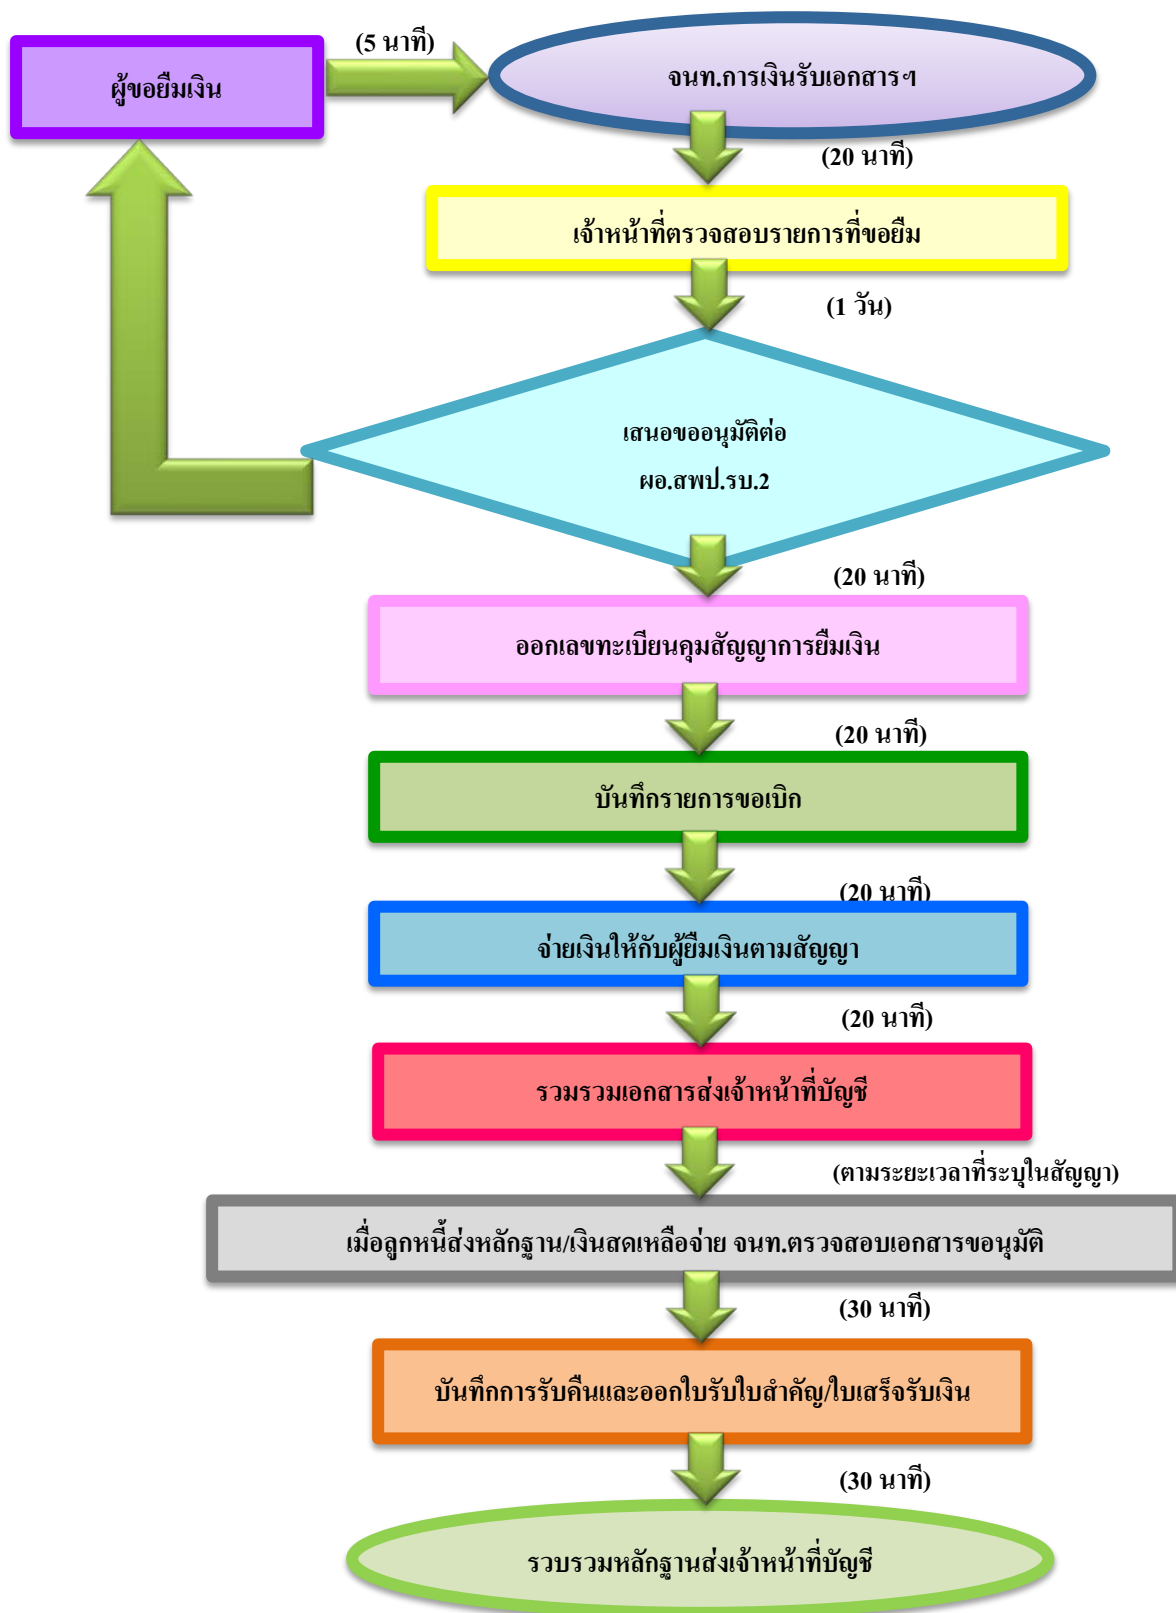 (5 นาที)
ผู้ขอยืมเงิน
จนท.การเงินรับเอกสารฯ
(20 นาที)
เจ้าหน้าที่ตรวจสอบรายการที่ขอยืม
(1 วัน)
เสนอขออนุมัติต่อ
ผอ.สพป.รบ.2
(20 นาที)
ออกเลขทะเบียนคุมสัญญาการยืมเงิน
(20 นาที)
บันทึกรายการขอเบิก
(20 นาที)
จ่ายเงินให้กับผู้ยืมเงินตามสัญญา
(20 นาที)
รวมรวมเอกสารส่งเจ้าหน้าที่บัญชี
(ตามระยะเวลาที่ระบุในสัญญา)
เมื่อลูกหนี้ส่งหลักฐาน/เงินสดเหลือจ่าย จนท.ตรวจสอบเอกสารขอนุมัติ
(30 นาที)
บันทึกการรับคืนและออกใบรับใบสำคัญ/ใบเสร็จรับเงิน
(30 นาที)
รวบรวมหลักฐานส่งเจ้าหน้าที่บัญชี